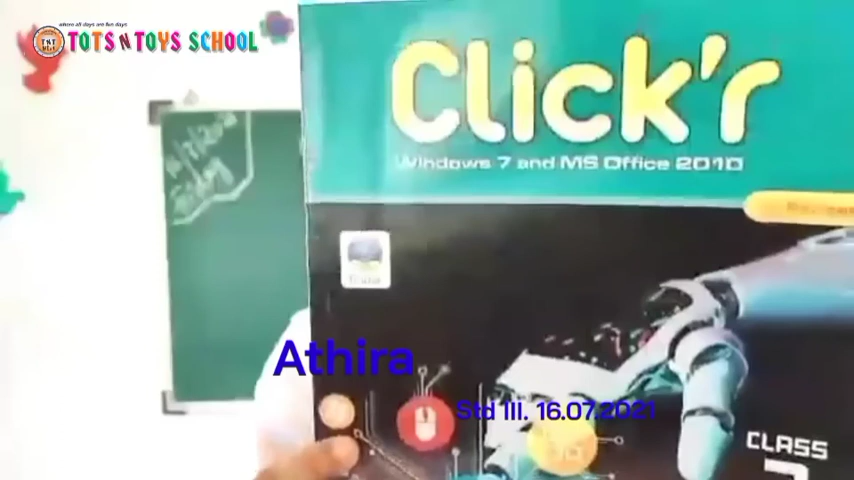 where all days are fun days
TOTS N TOYS SCHOOL
Click'r
Windows 7 and MS Office 2010
Athira
Std III. 16.07.2021
CLASS